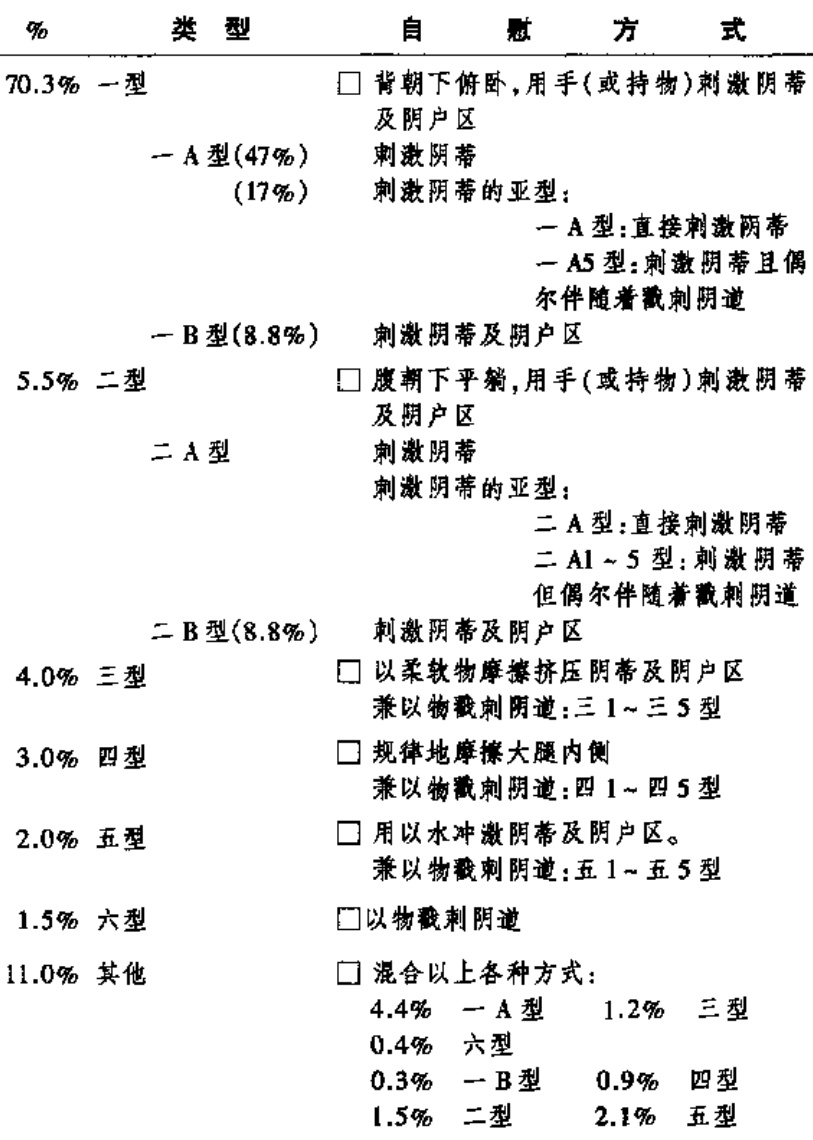 % 类型 自慰方式
70.3% 一型 □ 背朝下俯卧,用手(或持物)刺激阴蒂
及阴户区
一 A 型(47%) 刺激阴蒂
(17%) 刺激阴蒂的亚型:
一 A 型:直接刺激阴蒂
一 A5 型:刺激阴蒂且偶
尔伴随着戳刺阴道
一 B 型(8.8%) 刺激阴蒂及阴户区
5.5% 二型 □ 腹朝下平躺,用手(或持物)刺激阴蒂
及阴户区
二 A 型 刺激阴蒂
刺激阴蒂的亚型:
二 A 型:直接刺激阴蒂
二 A1~5 型:刺激阴蒂
但偶尔伴随着戳刺阴道
二 B 型(8.8%) 刺激阴蒂及阴户区
4.0% 三型 □ 以柔软物摩擦挤压阴蒂及阴户区
兼以物戳刺阴道:三 1~三 5 型
3.0% 四型 □ 规律地摩擦大腿内侧
兼以物戳刺阴道:四 1~四 5 型
2.0% 五型 □ 用以水冲激阴蒂及阴户区。
兼以物戳刺阴道:五 1~五 5 型
1.5% 六型 □以物戳刺阴道
11.0% 其他 □ 混合以上各种方式:
4.4% 一 A 型 1.2% 三型
0.4% 六型
0.3% 一 B 型 0.9% 四型
1.5% 二型 2.1% 五型